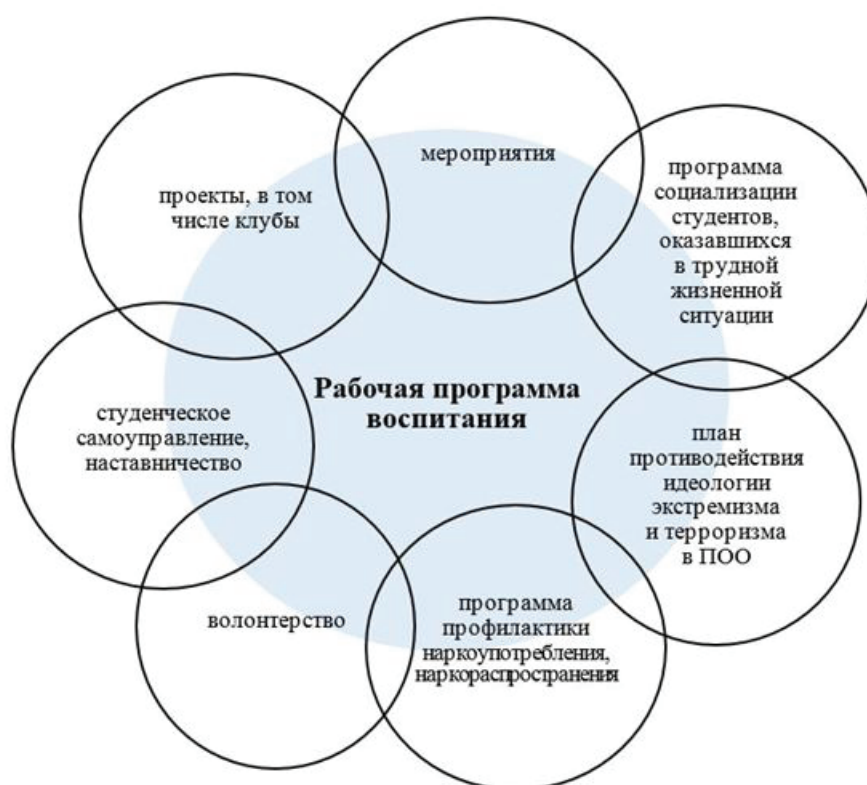 мероприятия
программа
социализации
студентов,
оказавшихся
в трудной
жизненной
ситуации
проекты, в том
числе клубы
Рабочая программа
воспитания
студенческое
самоуправление,
наставничество
план
противодействия
идеологии
экстремизма
и терроризма
в ПОО
волонтерство
программа
профилактики
наркоупотребления,
наркораспространения